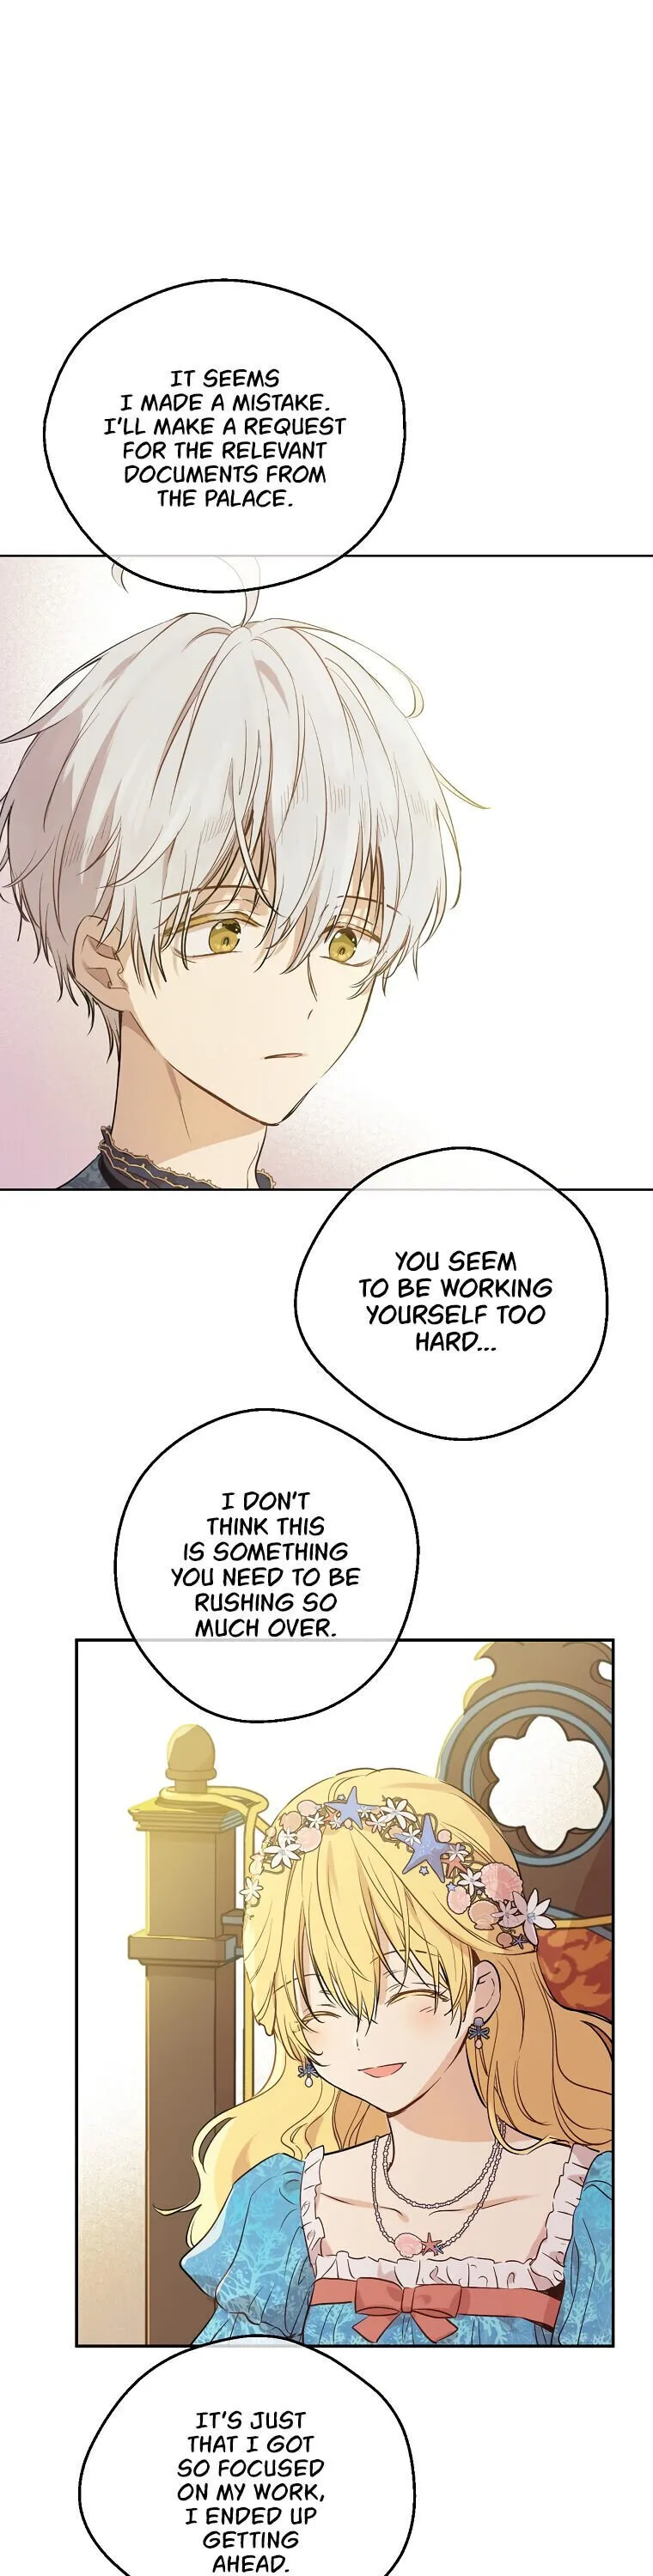 IT SEEMS
I MADE A MISTAKE.
I'LL MAKE A REQUEST
FOR THE RELEVANT
DOCUMENTS FROM
THE PALACE.
YOU SEEM
TO BE WORKING
YOURSELF TOO
HARD...
I DON'T
THINK THIS
IS SOMETHING
YOU NEED TO BE
RUSHING SO
MUCH OVER.
IT'S JUST
THAT I GOT
SO FOCUSED
ON MY WORK,
I ENDED UP
GETTING
AHEAD.